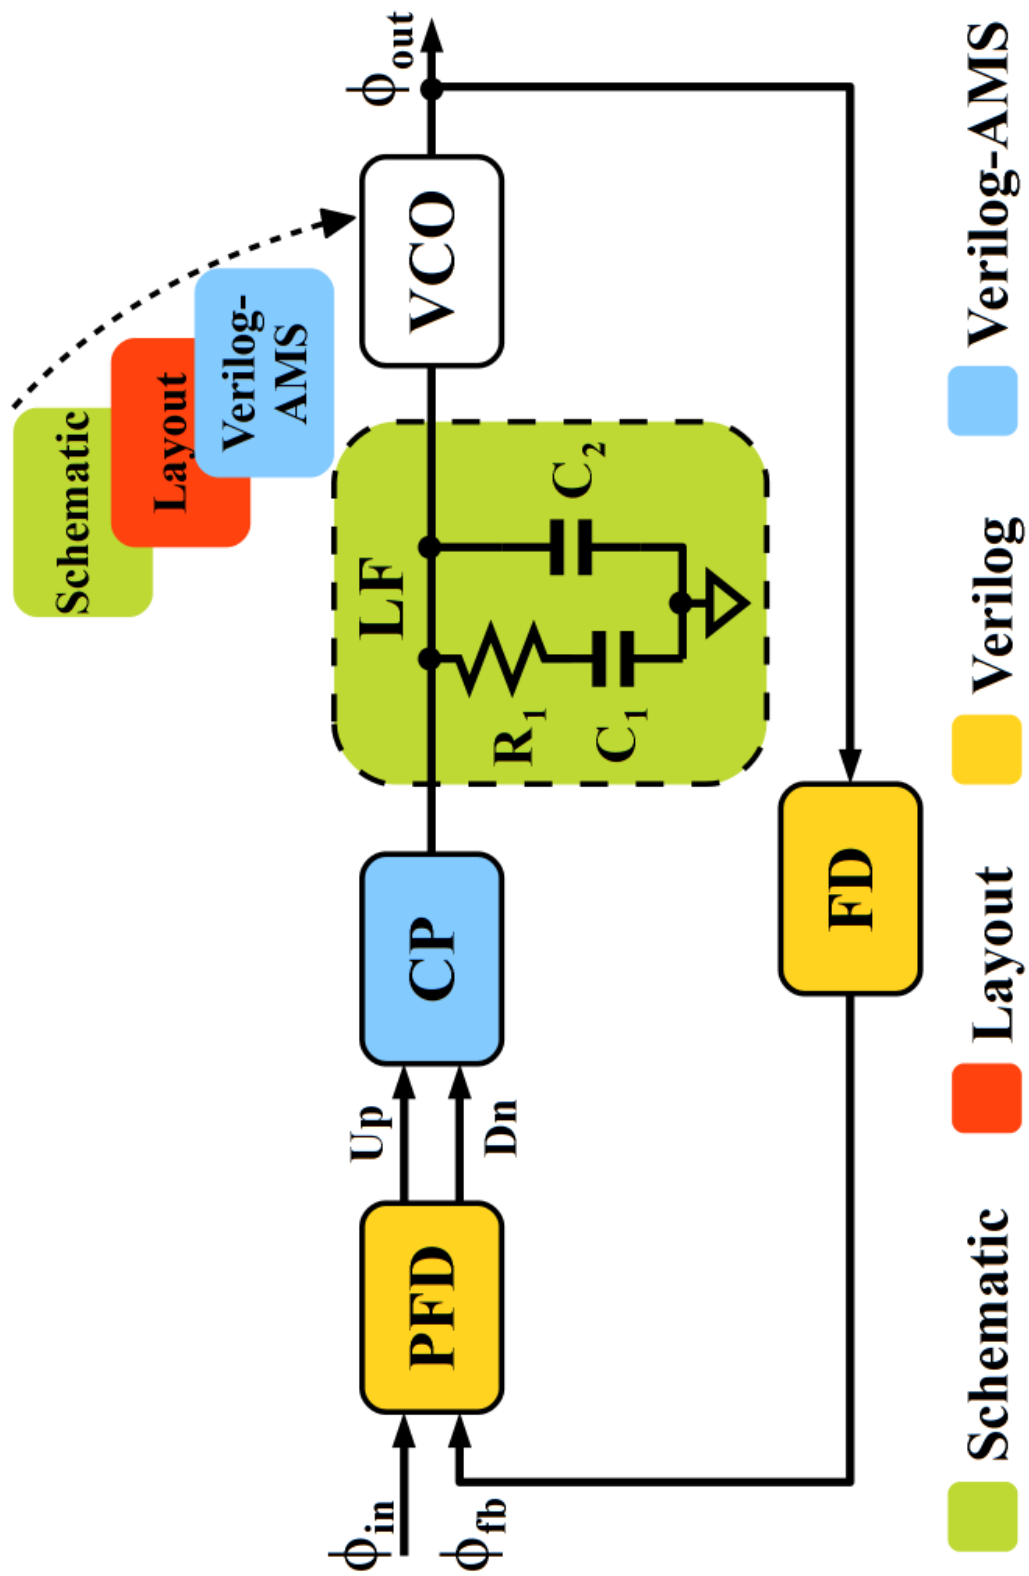 Schematic
Layout
Verilog-
AMS
ϕin
ϕfb
PFD
Up
Dn
CP
LF
R1
C1
C2
VCO
ϕout
FD
Schematic
Layout
Verilog
Verilog-AMS